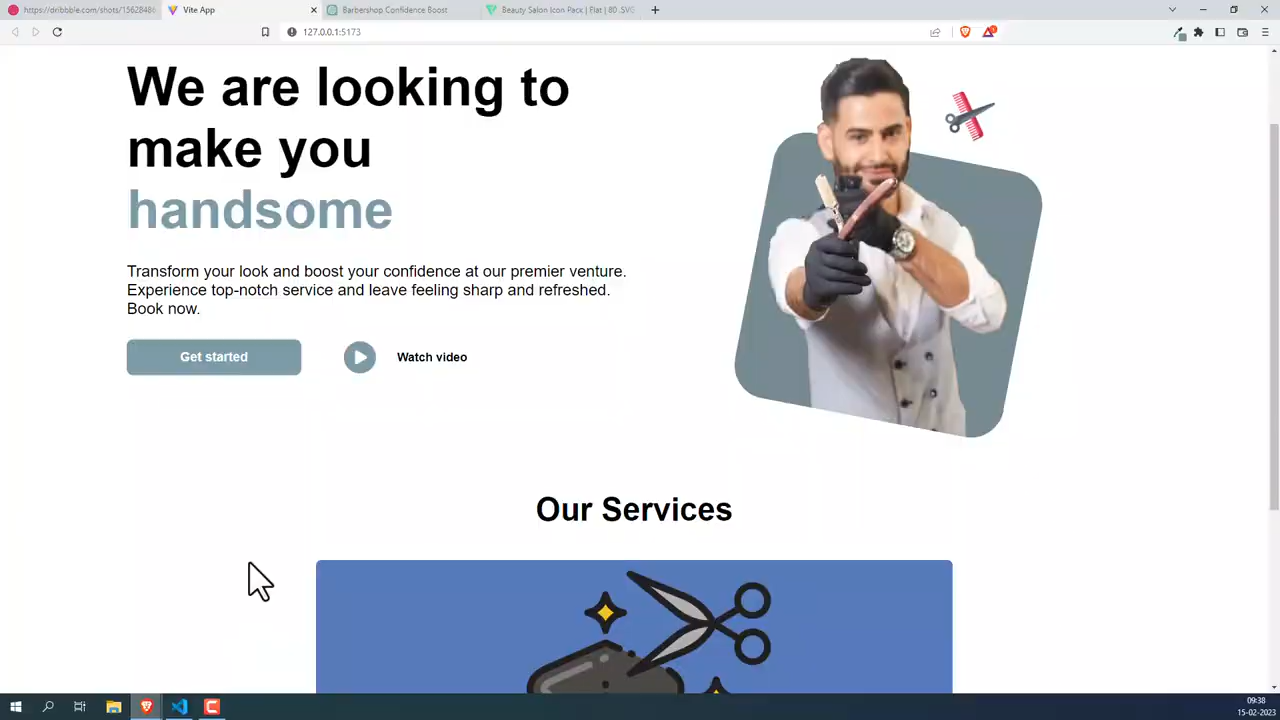 https://dribbble.com/shots/15628486
Vite App
Barbershop Confidence Boost
Beauty Salon Icon Pack | Flat | 80 .SVG
127.0.0.1:5173
We are looking to
make you
handsome
Transform your look and boost your confidence at our premier venture.
Experience top-notch service and leave feeling sharp and refreshed.
Book now.
Get started
Watch video
Our Services
09:38
15-02-2023